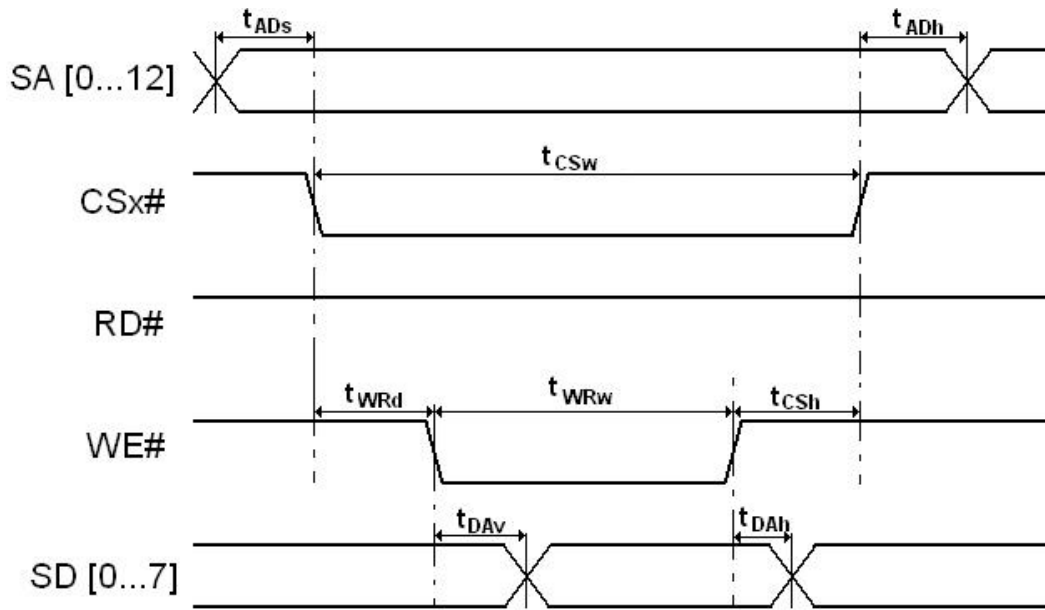 tADs
tADh
SA [0...12]
tCSw
CSx#
RD#
tWRd
tWRw
tCSh
WE#
tDAv
tDAh
SD [0...7]